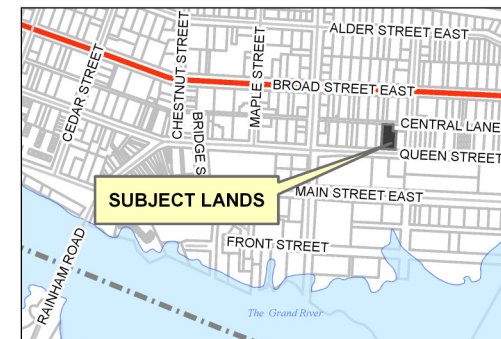 ALDER STREET EAST
CEDAR STREET
CHESTNUT STREET
MAPLE STREET
BROAD STREET EAST
BRIDGE S
CENTRAL LANE
QUEEN STREET
SUBJECT LANDS
MAIN STREET EAST
FRONT STREET
RAINHAM ROAD
The Grand River